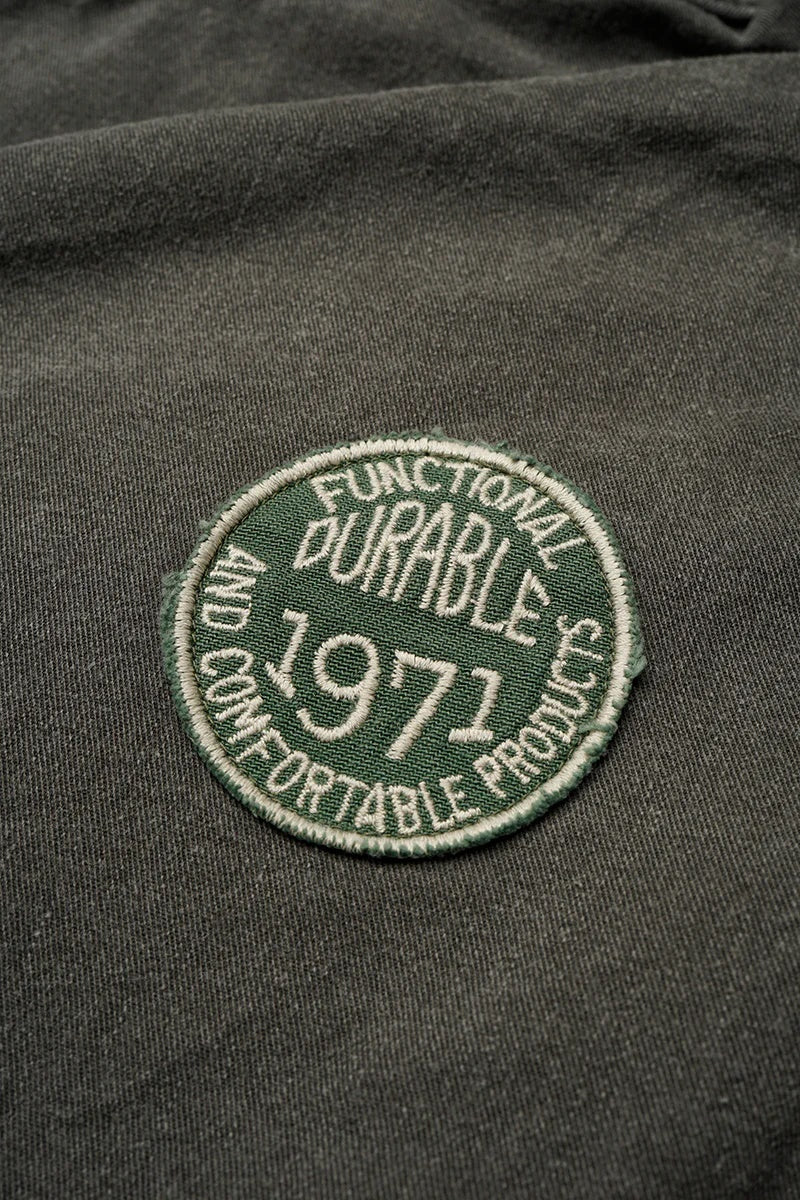 FUNCTIONAL
DURABLE
1971
AND COMFORTABLE PRODUCTS